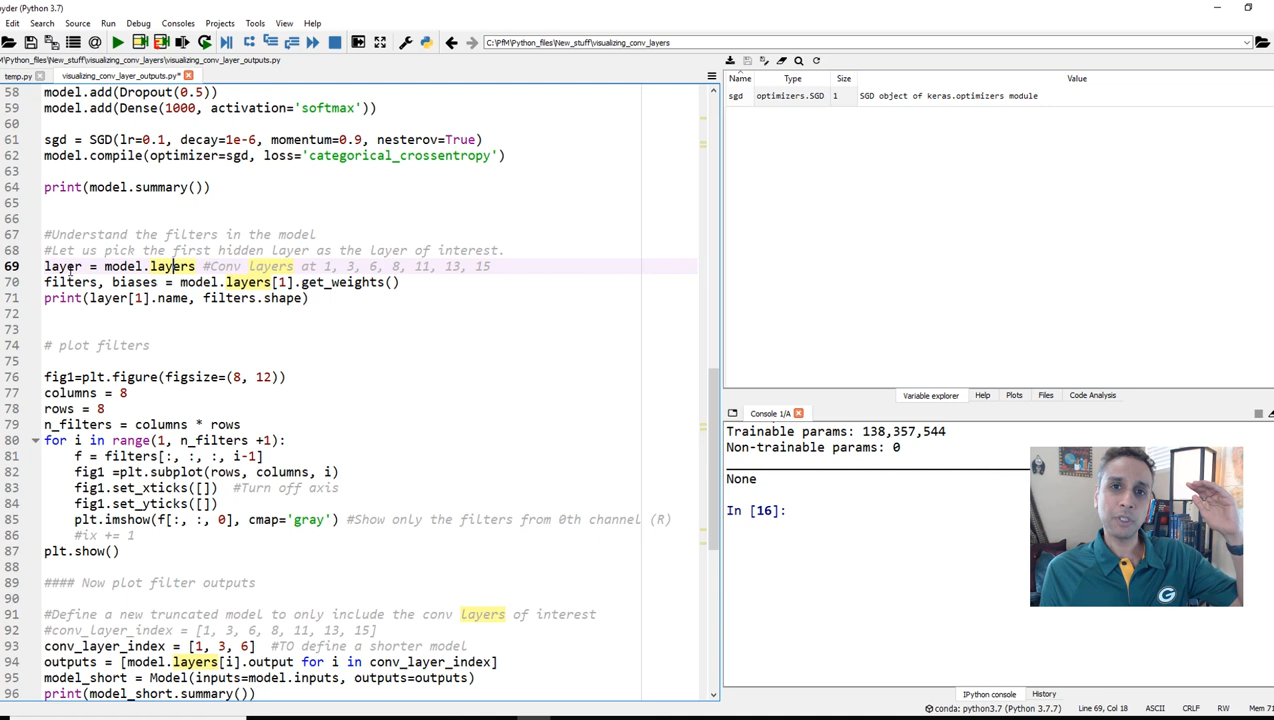 pyder (Python 3.7)
Edit Search Source Run Debug Consoles Projects Tools View Help
C:\PfM\Python_files\New_stuff\visualizing_conv_layers
M\Python_files\New_stuff\visualizing_conv_layers\visualizing_conv_layer_outputs.py
temp.py visualizing_conv_layer_outputs.py*
58 model.add(Dropout(0.5))
59 model.add(Dense(1000, activation='softmax'))
60
61 sgd = SGD(lr=0.1, decay=1e-6, momentum=0.9, nesterov=True)
62 model.compile(optimizer=sgd, loss='categorical_crossentropy')
63
64 print(model.summary())
65
66
67 #Understand the filters in the model
68 #Let us pick the first hidden layer as the layer of interest.
69 layer = model.layers #Conv layers at 1, 3, 6, 8, 11, 13, 15
70 filters, biases = model.layers[1].get_weights()
71 print(layer[1].name, filters.shape)
72
73
74 # plot filters
75
76 fig1=plt.figure(figsize=(8, 12))
77 columns = 8
78 rows = 8
79 n_filters = columns * rows
80 for i in range(1, n_filters +1):
81 f = filters[:, :, :, i-1]
82 fig1 =plt.subplot(rows, columns, i)
83 fig1.set_xticks([]) #Turn off axis
84 fig1.set_yticks([])
85 plt.imshow(f[:, :, 0], cmap='gray') #Show only the filters from 0th channel (R)
86 #ix += 1
87 plt.show()
88
89 #### Now plot filter outputs
90
91 #Define a new truncated model to only include the conv layers of interest
92 #conv_layer_index = [1, 3, 6, 8, 11, 13, 15]
93 conv_layer_index = [1, 3, 6] #TO define a shorter model
94 outputs = [model.layers[i].output for i in conv_layer_index]
95 model_short = Model(inputs=model.inputs, outputs=outputs)
96 print(model_short.summary())
Name Type Size Value
sgd optimizers.SGD 1 SGD object of keras.optimizers module
Variable explorer Help Plots Files Code Analysis
Console 1/A
Trainable params: 138,357,544
Non-trainable params: 0
None
In [16]:
G
IPython console History
conda: python3.7 (Python 3.7.7) Line 69, Col 18 ASCII CRLF RW Mem 71